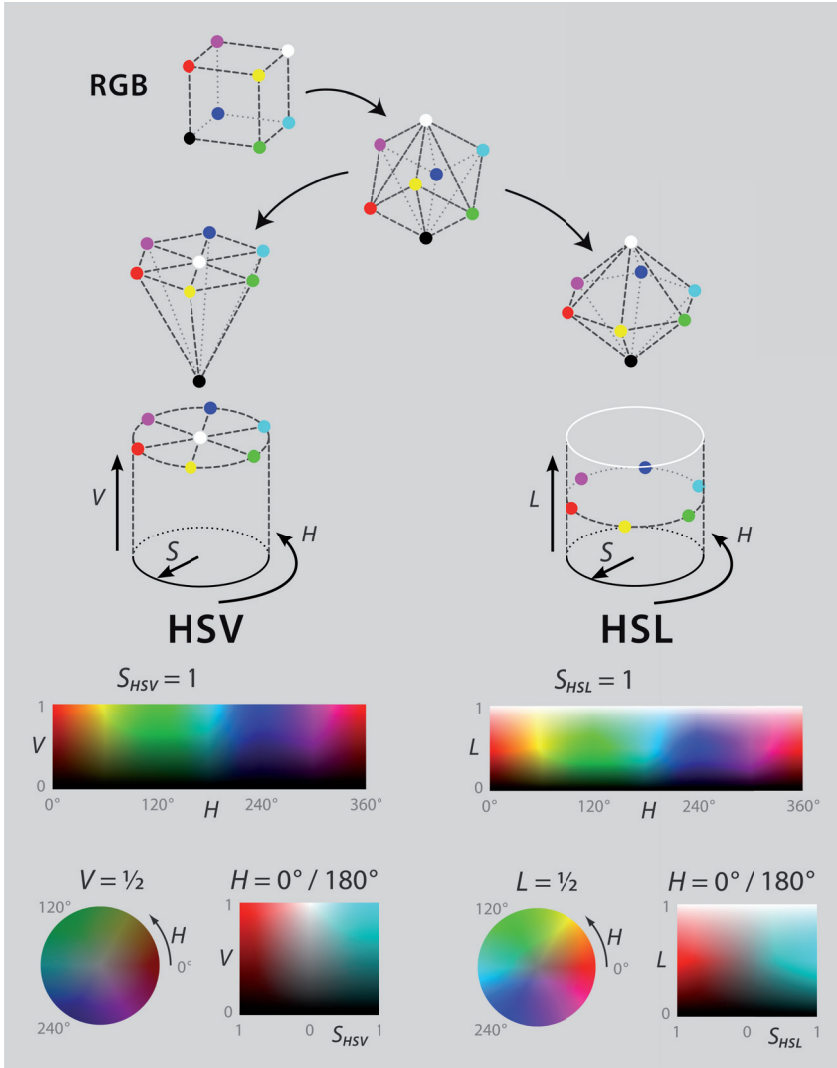 RGB
V
S
H
HSV
L
S
H
HSL
S_HSV = 1
1
V
0
0° 120° 240° 360°
H
S_HSL = 1
1
L
0
0° 120° 240° 360°
H
V = ½
120°
H
0°
240°
H = 0° / 180°
1
V
0
1 0 1
S_HSV
L = ½
120°
H
0°
240°
H = 0° / 180°
1
L
0
1 0 1
S_HSL